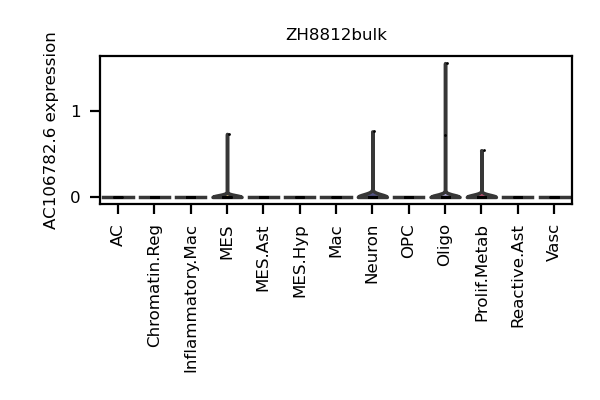 ZH8812bulk
AC106782.6 expression
1
0
AC
Chromatin.Reg
Inflammatory.Mac
MES
MES.Ast
MES.Hyp
Mac
Neuron
OPC
Oligo
Prolif.Metab
Reactive.Ast
Vasc